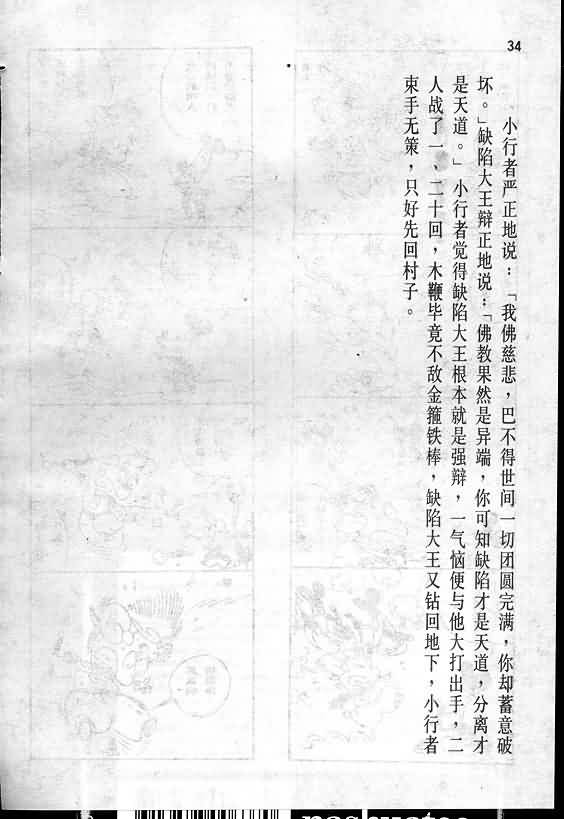 34
小行者严正地说：「我佛慈悲，巴不得世间一切团圆完满，你却蓄意破
坏。」缺陷大王辩正地说：「佛教果然是异端，你可知缺陷才是天道，分离才
是天道。」小行者觉得缺陷大王根本就是强辩，一气恼便与他大打出手，二
人战了一、二十回，木鞭毕竟不敌金箍铁棒，缺陷大王又钻回地下，小行者
束手无策，只好先回村子。